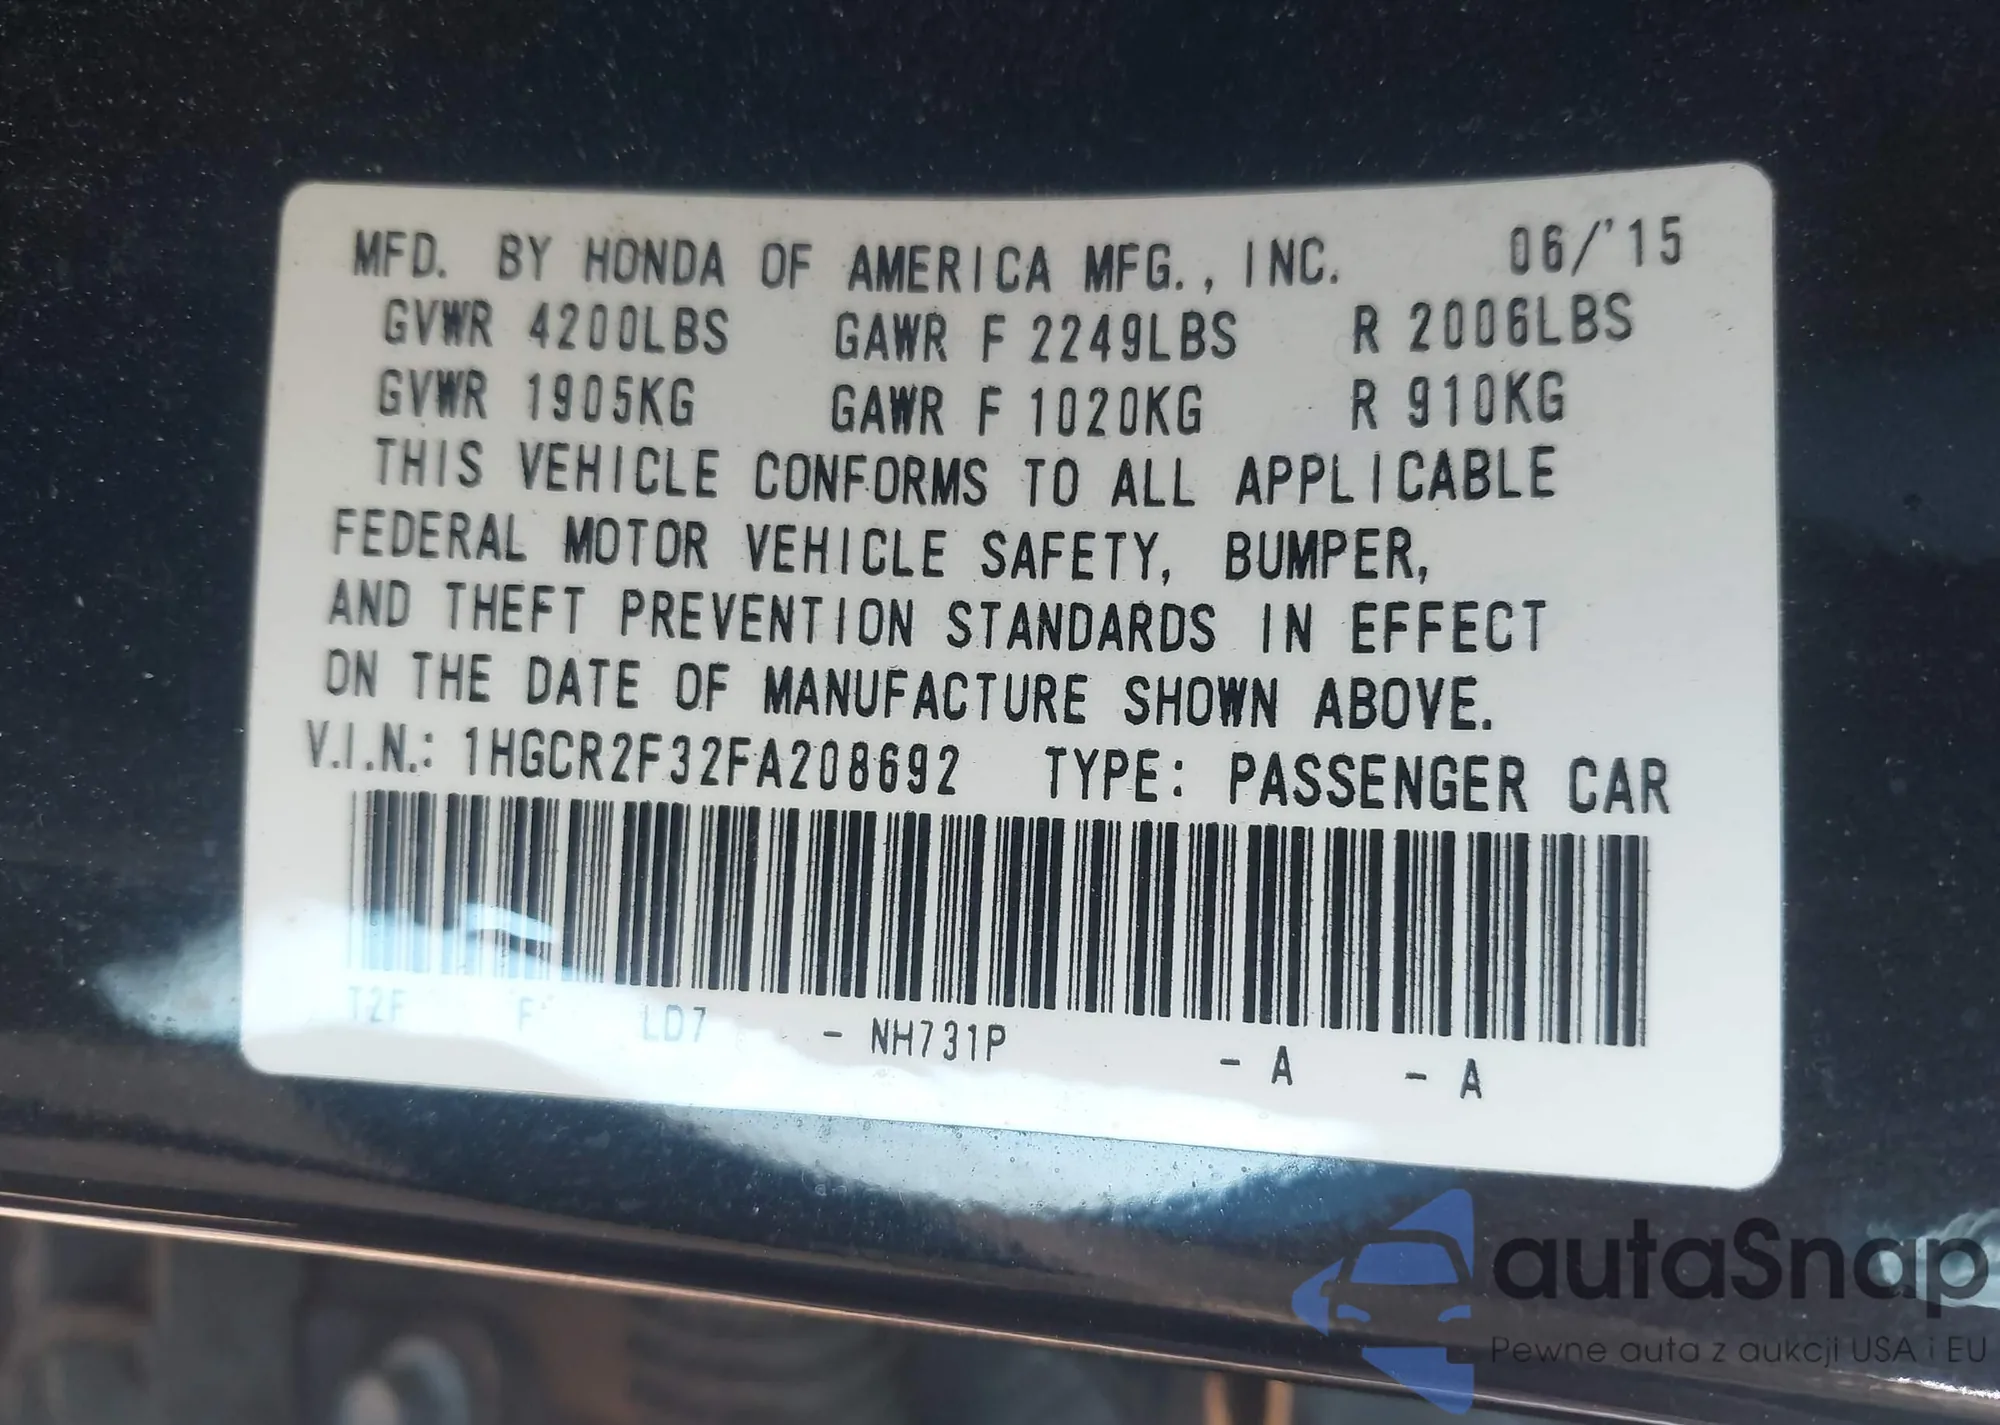 MFD. BY HONDA OF AMERICA MFG., INC. 06/'15
GVWR 4200LBS GAWR F 2249LBS R 2006LBS
GVWR 1905KG GAWR F 1020KG R 910KG
THIS VEHICLE CONFORMS TO ALL APPLICABLE
FEDERAL MOTOR VEHICLE SAFETY, BUMPER,
AND THEFT PREVENTION STANDARDS IN EFFECT
ON THE DATE OF MANUFACTURE SHOWN ABOVE.
V.I.N.: 1HGCR2F32FA208692 TYPE: PASSENGER CAR
T2F F LD7 - NH731P - A - A
autaSnap
Pewne auta z aukcji USA i EU